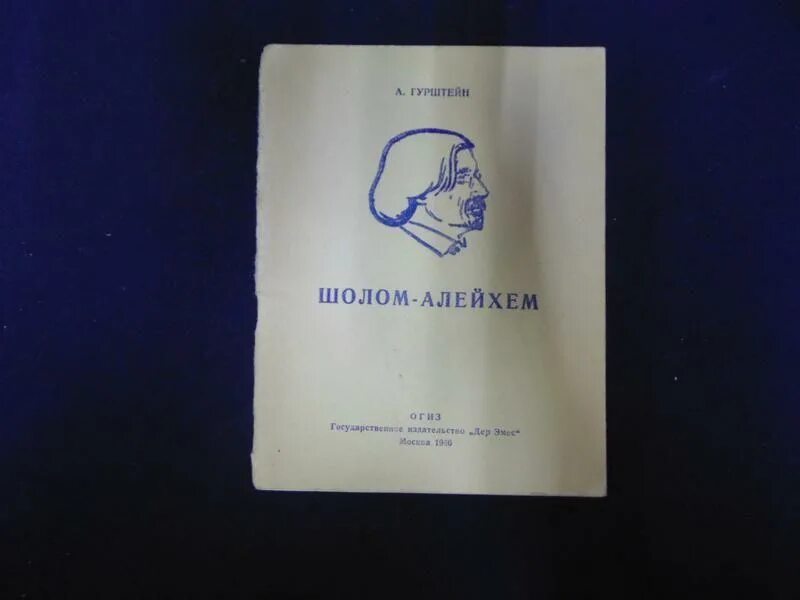 А. ГУРШТЕЙН
ШОЛОМ-АЛЕЙХЕМ
ОГИЗ
Государственное издательство „Дер Эмес“
Москва 1946